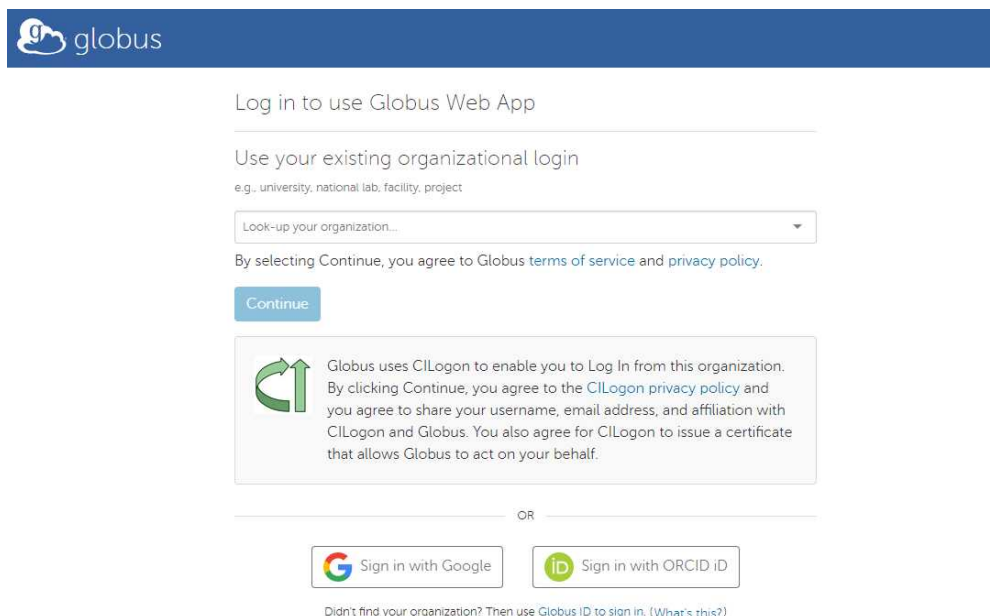 globus
Log in to use Globus Web App
Use your existing organizational login
e.g., university, national lab, facility, project
Look-up your organization...
By selecting Continue, you agree to Globus terms of service and privacy policy.
Continue
Globus uses CILogon to enable you to Log In from this organization.
By clicking Continue, you agree to the CILogon privacy policy and
you agree to share your username, email address, and affiliation with
CILogon and Globus. You also agree for CILogon to issue a certificate
that allows Globus to act on your behalf.
OR
Sign in with Google
Sign in with ORCID iD
Didn't find your organization? Then use Globus ID to sign in. (What's this?)